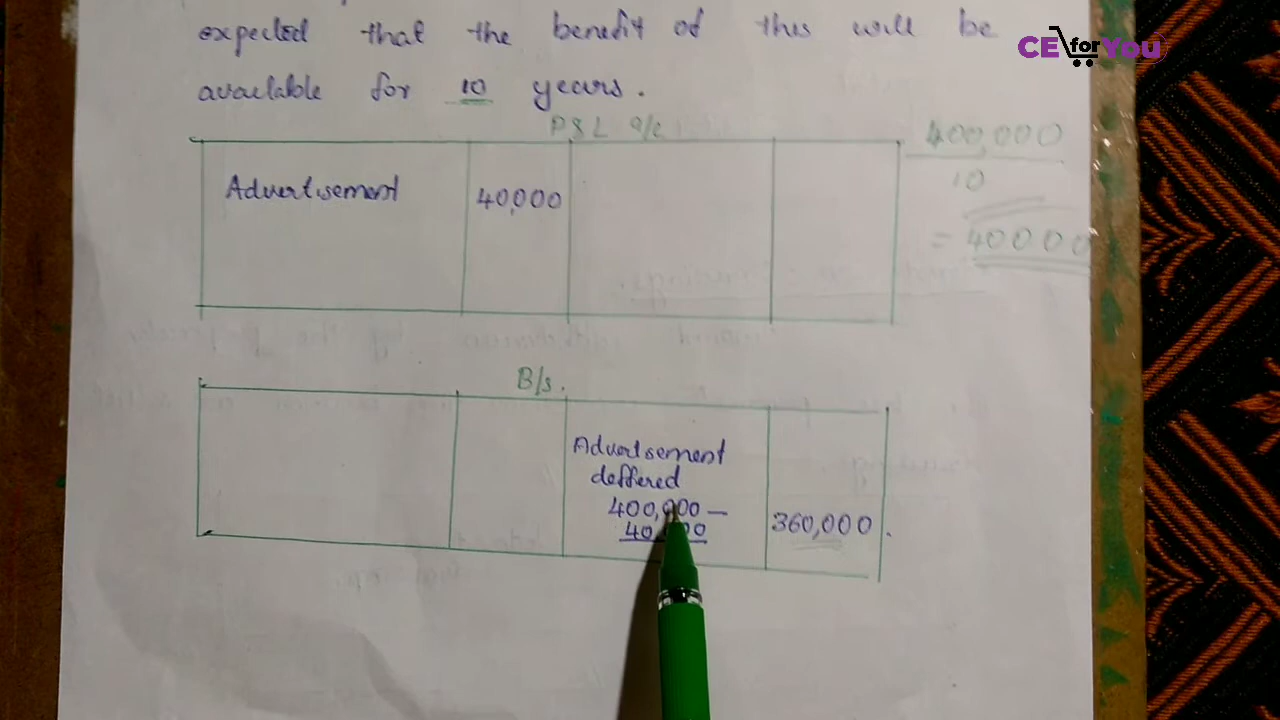 expected that the benefit of this will be
CE for You
available for 10 years.
P & L a/c
400,000
10
= 40000
Advertisement 40,000
B/s.
Advertsement
deffered
400,000 —
40,000
360,000.